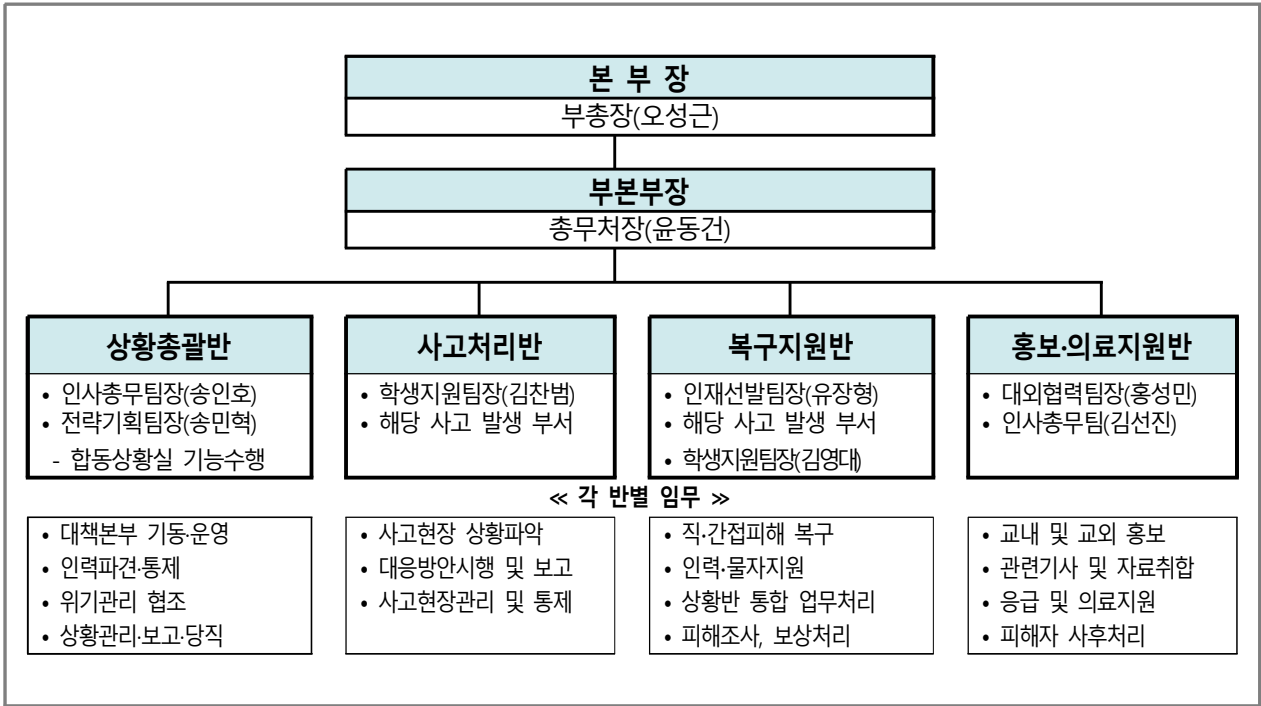 본 부 장
부총장(오성근)
부본부장
총무처장(윤동건)
상황총괄반
• 인사총무팀장(송인호)
• 전략기획팀장(송민혁)
- 합동상황실 기능수행
사고처리반
• 학생지원팀장(김찬범)
• 해당 사고 발생 부서
복구지원반
• 인재선발팀장(유장형)
• 해당 사고 발생 부서
• 학생지원팀장(김영대)
홍보·의료지원반
• 대외협력팀장(홍성민)
• 인사총무팀(김선진)
≪ 각 반별 임무 ≫
• 대책본부 기동·운영
• 인력파견·통제
• 위기관리 협조
• 상황관리·보고·당직
• 사고현장 상황파악
• 대응방안시행 및 보고
• 사고현장관리 및 통제
• 직·간접피해 복구
• 인력·물자지원
• 상황반 통합 업무처리
• 피해조사, 보상처리
• 교내 및 교외 홍보
• 관련기사 및 자료취합
• 응급 및 의료지원
• 피해자 사후처리